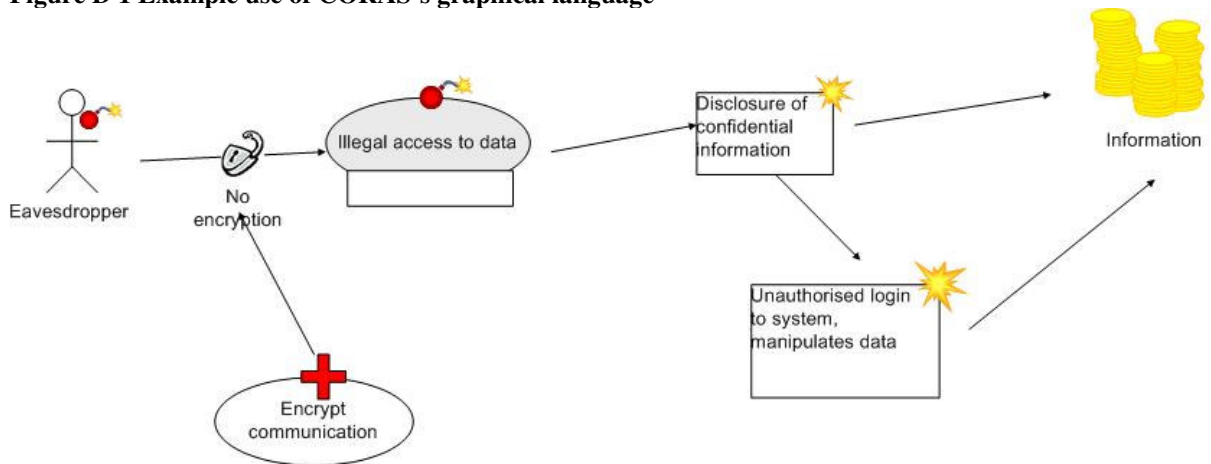 Figure D-1 Example use of CORAS's graphical language
Eavesdropper
No
encryption
Illegal access to data
Disclosure of
confidential
information
Information
Unauthorised login
to system,
manipulates data
Encrypt
communication